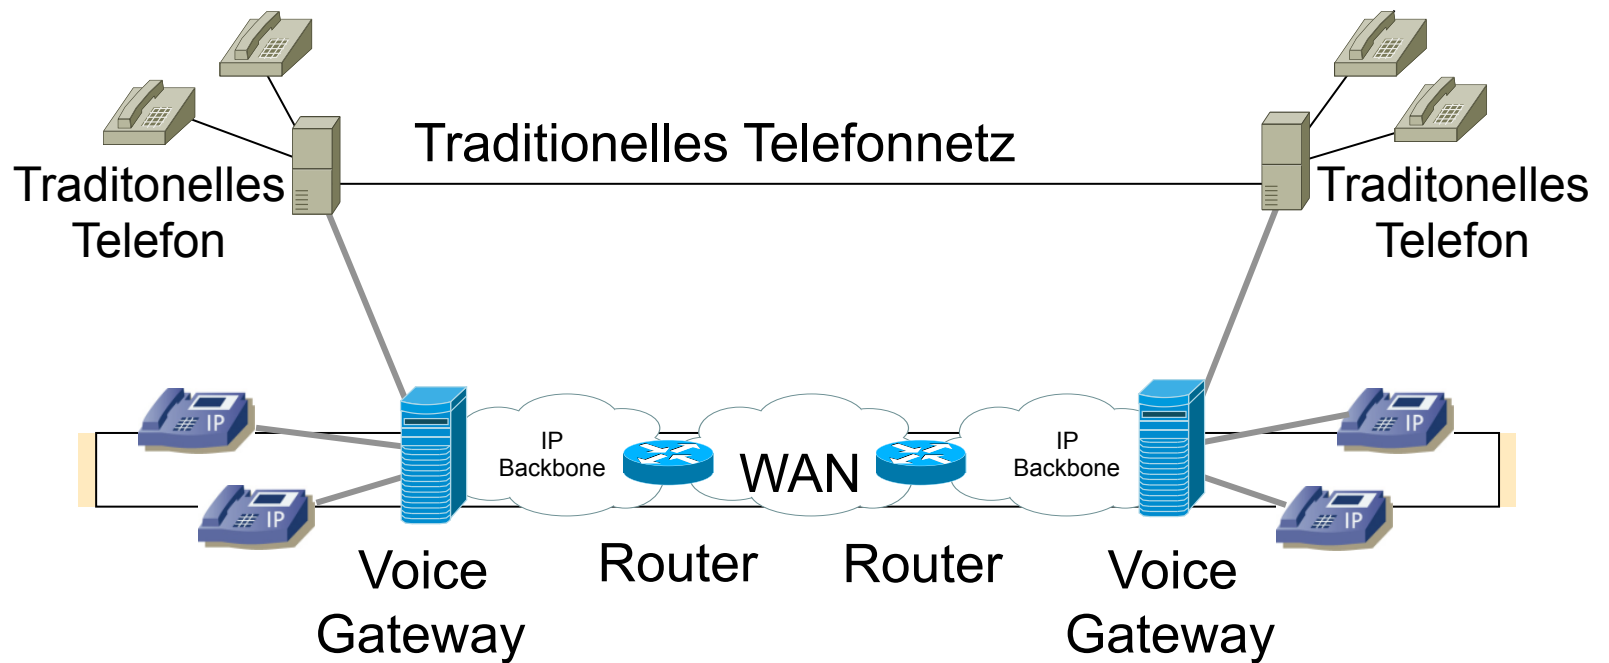 Traditionelles Telefonnetz
Traditonelles
Telefon
Traditonelles
Telefon
IP
IP
IP
Backbone
WAN
IP
Backbone
IP
IP
Voice
Gateway
Router
Router
Voice
Gateway